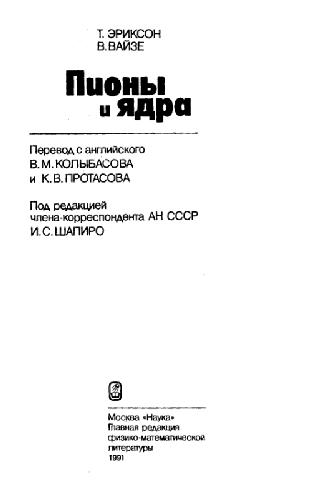 Т. ЭРИКСОН
В. ВАЙЗЕ
Пионы
и ядра
Перевод с английского
В. М. КОЛЫБАСОВА
и К. В. ПРОТАСОВА
Под редакцией
члена-корреспондента АН СССР
И. С. ШАПИРО
Москва «Наука»
Главная редакция
физико-математической
литературы
1991